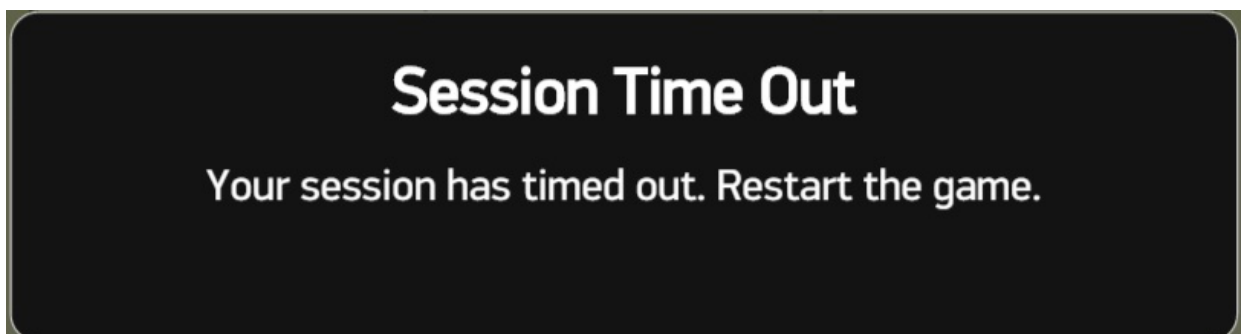 Session Time Out
Your session has timed out. Restart the game.